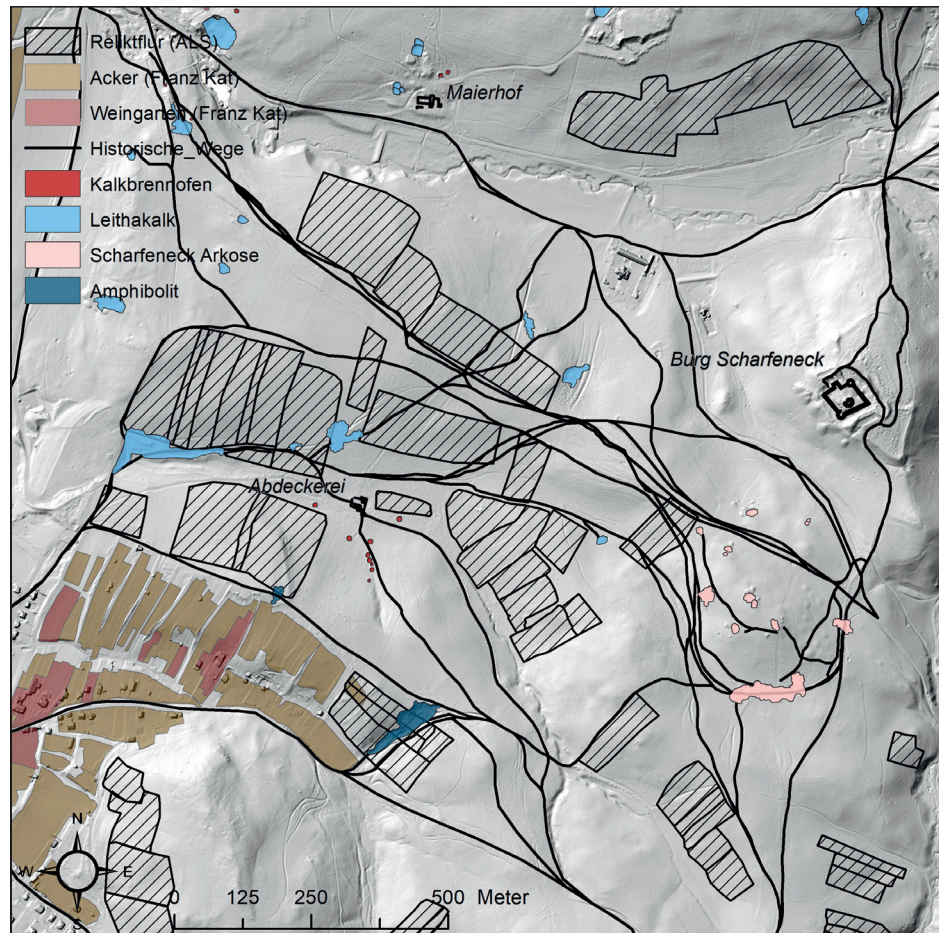 Reliktflur (ALS)
Acker (Franz Kat)
Weingarten (Franz Kat)
Historische_Wege
Kalkbrennofen
Leithakalk
Scharfeneck Arkose
Amphibolit
Maierhof
Burg Scharfeneck
Abdeckerei
N
W E
S
0 125 250 500 Meter